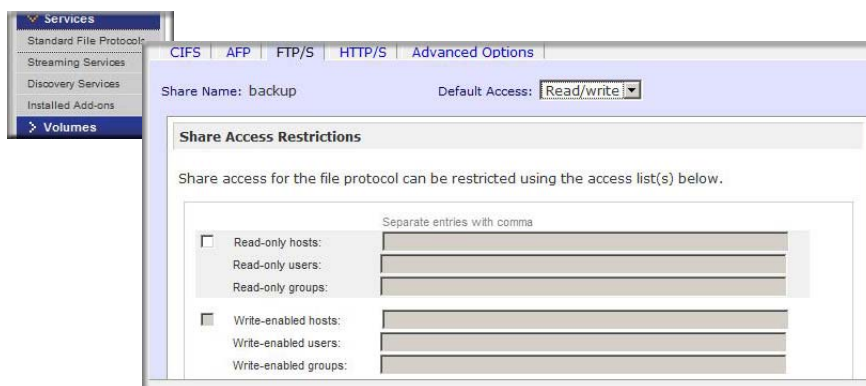 Services
Standard File Protocols
Streaming Services
Discovery Services
Installed Add-ons
Volumes
CIFS AFP FTP/S HTTP/S Advanced Options
Share Name: backup Default Access: Read/write
Share Access Restrictions
Share access for the file protocol can be restricted using the access list(s) below.
Separate entries with comma
Read-only hosts:
Read-only users:
Read-only groups:
Write-enabled hosts:
Write-enabled users:
Write-enabled groups: